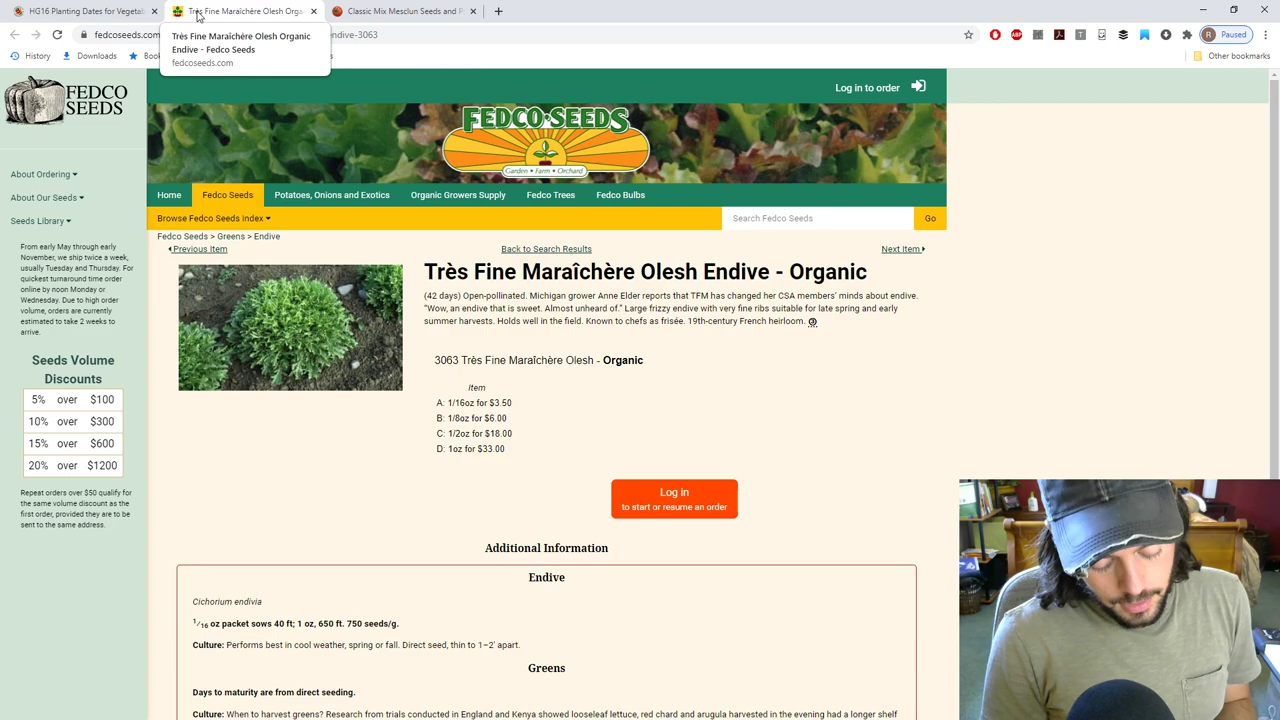 HG16 Planting Dates for Vegetab
Très Fine Maraîchère Olesh Orga
Classic Mix Mesclun Seeds and P
fedcoseeds.com
endive-3063
Paused
Très Fine Maraîchère Olesh Organic
Endive - Fedco Seeds
fedcoseeds.com
History
Downloads
Book
Other bookmarks
FEDCO
SEEDS
Log in to order
FEDCO·SEEDS
Garden • Farm • Orchard
About Ordering
About Our Seeds
Seeds Library
Home
Fedco Seeds
Potatoes, Onions and Exotics
Organic Growers Supply
Fedco Trees
Fedco Bulbs
Browse Fedco Seeds Index
Search Fedco Seeds
Go
Fedco Seeds > Greens > Endive
Previous Item
Back to Search Results
Next Item
From early May through early
November, we ship twice a week,
usually Tuesday and Thursday. For
quickest turnaround time order
online by noon Monday or
Wednesday. Due to high order
volume, orders are currently
estimated to take 2 weeks to
arrive.
Seeds Volume
Discounts
5% over $100
10% over $300
15% over $600
20% over $1200
Repeat orders over $50 qualify for
the same volume discount as the
first order, provided they are to be
sent to the same address.
Très Fine Maraîchère Olesh Endive - Organic
(42 days) Open-pollinated. Michigan grower Anne Elder reports that TFM has changed her CSA members' minds about endive.
"Wow, an endive that is sweet. Almost unheard of." Large frizzy endive with very fine ribs suitable for late spring and early
summer harvests. Holds well in the field. Known to chefs as frisée. 19th-century French heirloom.
3063 Très Fine Maraîchère Olesh - Organic
Item
A: 1/16oz for $3.50
B: 1/8oz for $6.00
C: 1/2oz for $18.00
D: 1oz for $33.00
Log in
to start or resume an order
Additional Information
Endive
Cichorium endivia
1/16 oz packet sows 40 ft; 1 oz, 650 ft. 750 seeds/g.
Culture: Performs best in cool weather, spring or fall. Direct seed, thin to 1–2' apart.
Greens
Days to maturity are from direct seeding.
Culture: When to harvest greens? Research from trials conducted in England and Kenya showed looseleaf lettuce, red chard and arugula harvested in the evening had a longer shelf